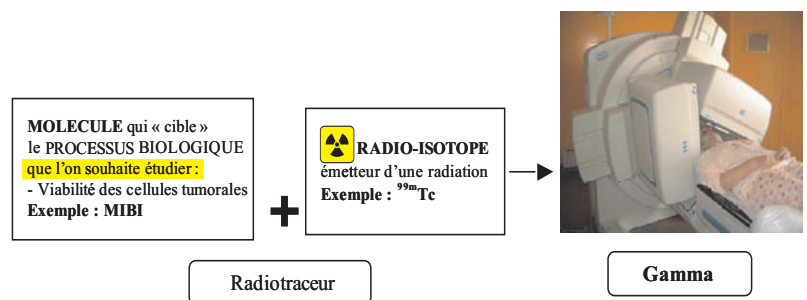 MOLECULE qui « cible »
le PROCESSUS BIOLOGIQUE
que l'on souhaite étudier :
- Viabilité des cellules tumorales
Exemple : MIBI
+
RADIO-ISOTOPE
émetteur d'une radiation
Exemple : ⁹⁹ᵐTc
Radiotraceur
Gamma